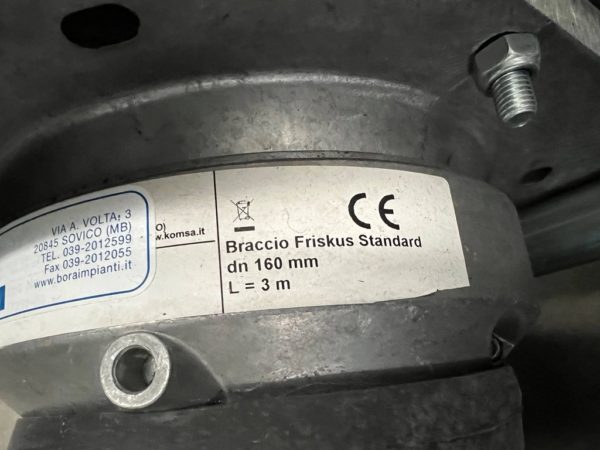 VIA A. VOLTA, 3
20845 SOVICO (MB)
TEL. 039-2012599
Fax 039-2012055
www.boraimpianti.it
O)
w.komsa.it
CE
Braccio Friskus Standard
dn 160 mm
L = 3 m